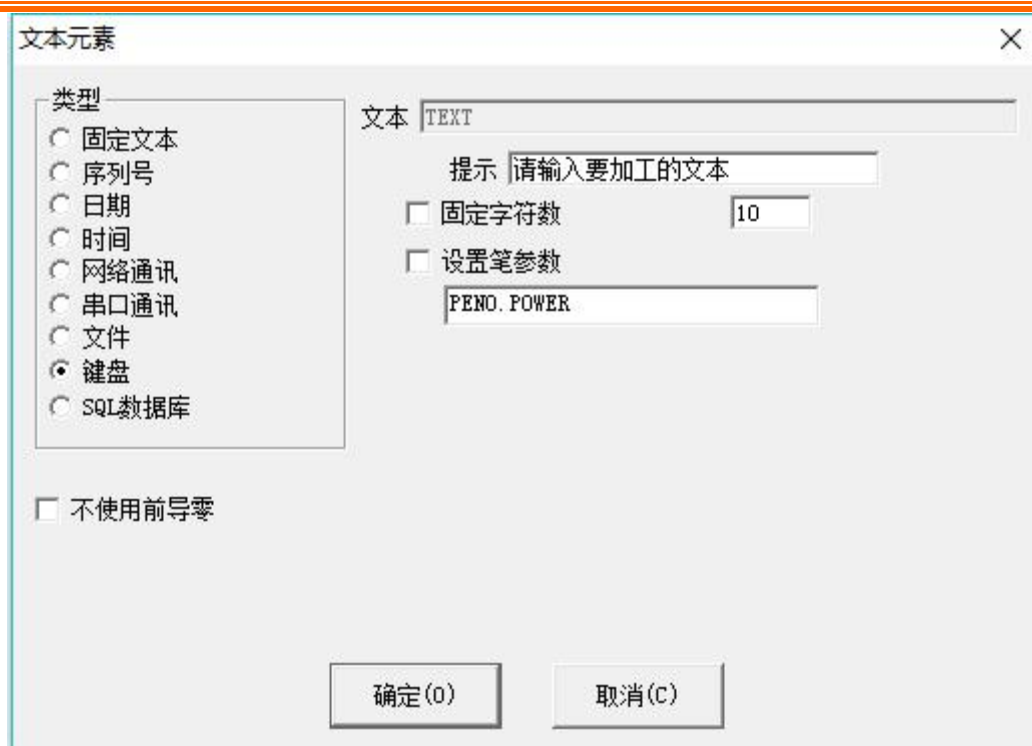 文本元素
类型
固定文本
序列号
日期
时间
网络通讯
串口通讯
文件
键盘
SQL数据库
文本 TEXT
提示 请输入要加工的文本
固定字符数 10
设置笔参数
PENO.POWER
不使用前导零
确定(O) 取消(C)